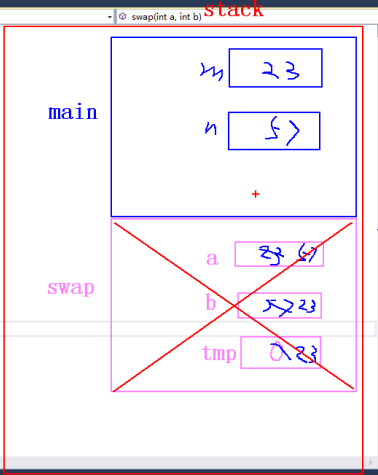 swap(int a, int b)
stack
m 23
main
n 57
a 23 57
swap
b 57 23
tmp 0 23